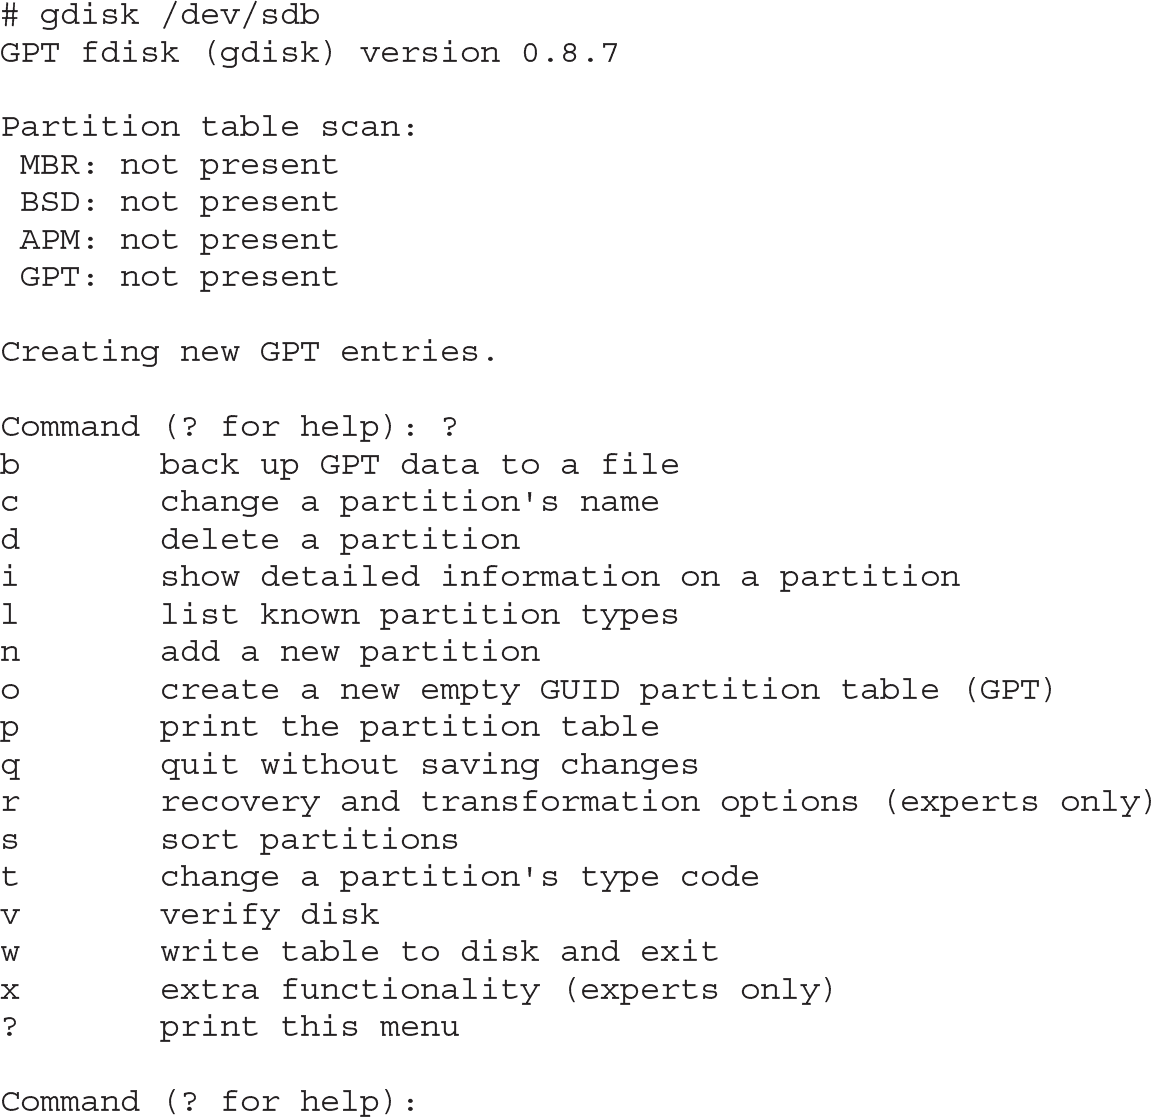 # gdisk /dev/sdb
GPT fdisk (gdisk) version 0.8.7
Partition table scan:
MBR: not present
BSD: not present
APM: not present
GPT: not present
Creating new GPT entries.
Command (? for help): ?
b back up GPT data to a file
c change a partition's name
d delete a partition
i show detailed information on a partition
l list known partition types
n add a new partition
o create a new empty GUID partition table (GPT)
p print the partition table
q quit without saving changes
r recovery and transformation options (experts only)
s sort partitions
t change a partition's type code
v verify disk
w write table to disk and exit
x extra functionality (experts only)
? print this menu
Command (? for help):